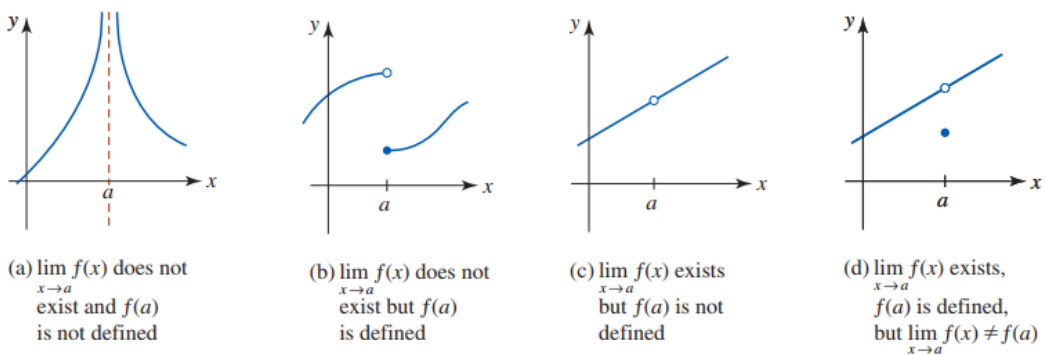 y
x
a
(a) lim f(x) does not
x→a
exist and f(a)
is not defined
y
x
a
(b) lim f(x) does not
x→a
exist but f(a)
is defined
y
x
a
(c) lim f(x) exists
x→a
but f(a) is not
defined
y
x
a
(d) lim f(x) exists,
x→a
f(a) is defined,
but lim f(x) ≠ f(a)
x→a